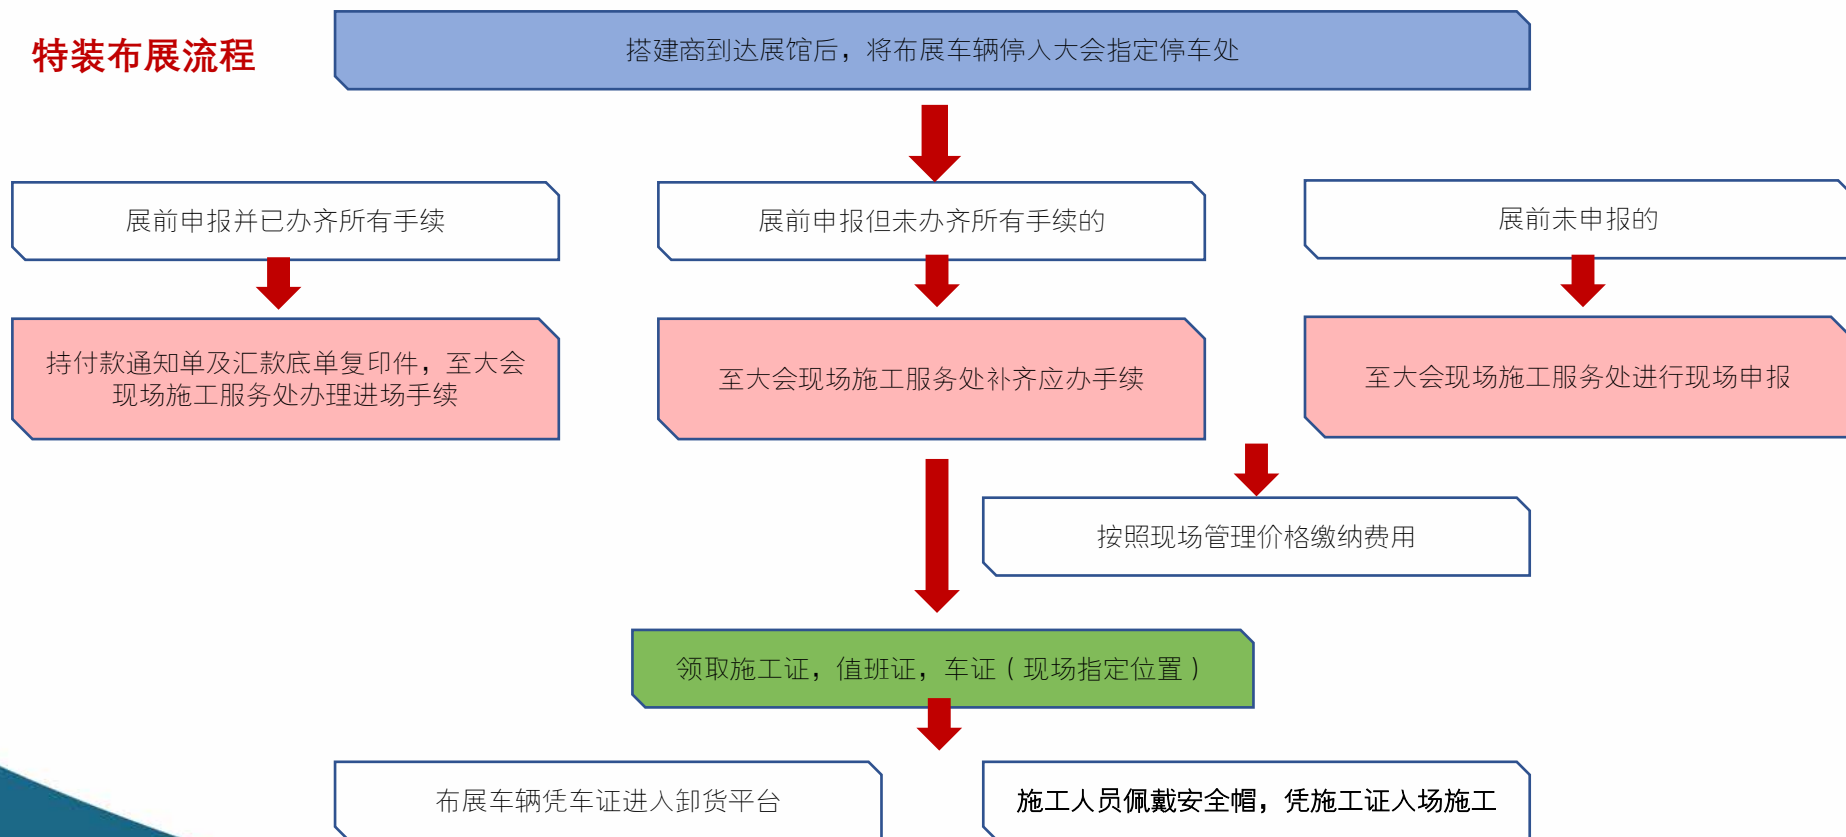 特装布展流程
搭建商到达展馆后，将布展车辆停入大会指定停车处
展前申报并已办齐所有手续
展前申报但未办齐所有手续的
展前未申报的
持付款通知单及汇款底单复印件，至大会
现场施工服务处办理进场手续
至大会现场施工服务处补齐应办手续
至大会现场施工服务处进行现场申报
按照现场管理价格缴纳费用
领取施工证，值班证，车证（现场指定位置）
布展车辆凭车证进入卸货平台
施工人员佩戴安全帽，凭施工证入场施工